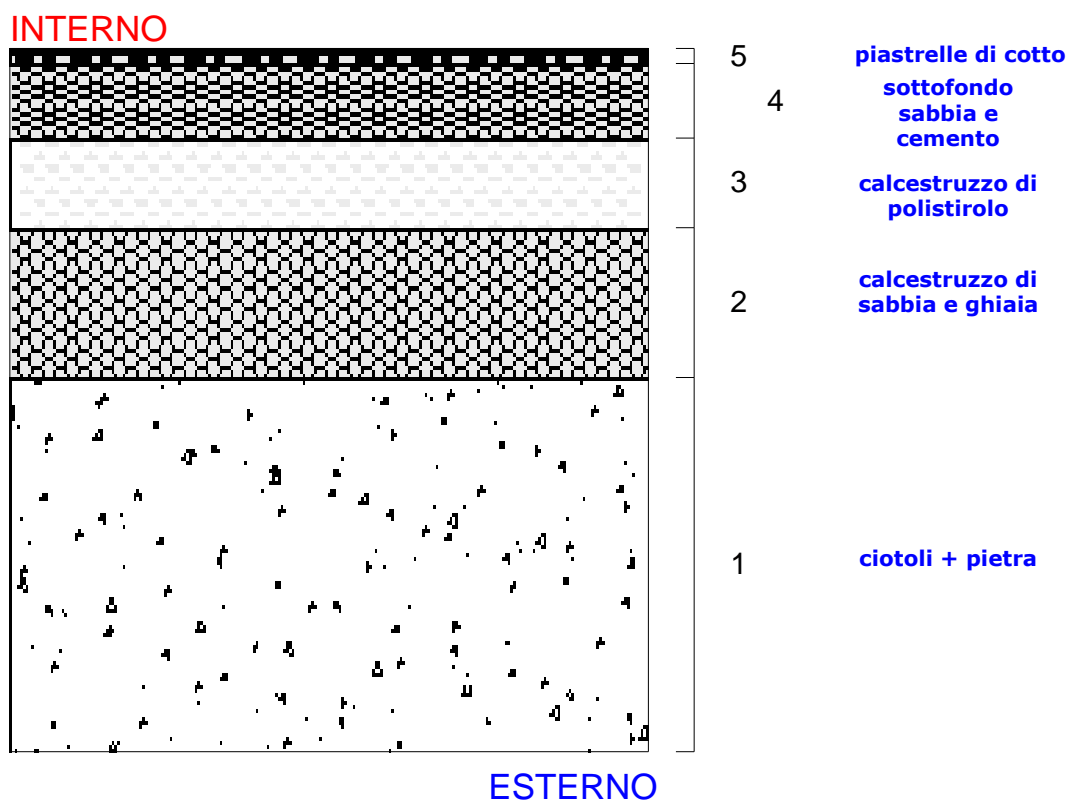 INTERNO
5 piastrelle di cotto
4 sottofondo
sabbia e
cemento
3 calcestruzzo di
polistirolo
2 calcestruzzo di
sabbia e ghiaia
1 ciotoli + pietra
ESTERNO